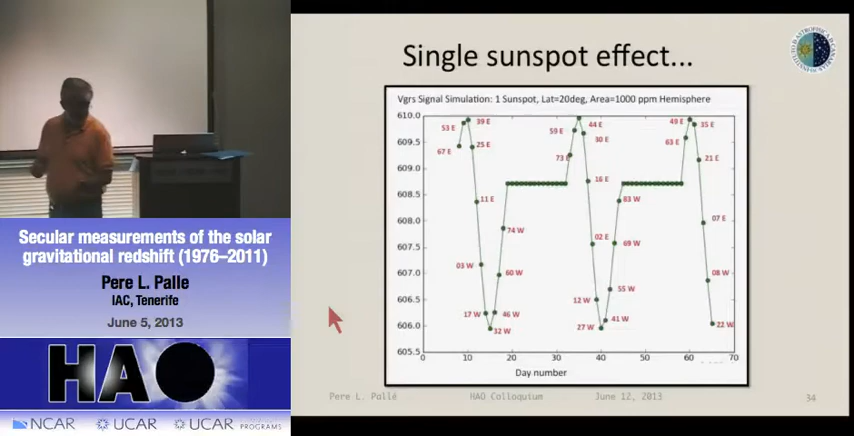 Single sunspot effect...
Vgrs Signal Simulation: 1 Sunspot, Lat=20deg, Area=1000 ppm Hemisphere
610.0
609.5
609.0
608.5
608.0
607.5
607.0
606.5
606.0
605.5
0
10
20
30
40
50
60
70
Day number
53 E
39 E
67 E
25 E
11 E
03 W
17 W
32 W
46 W
60 W
74 W
73 E
59 E
44 E
30 E
16 E
02 E
12 W
27 W
41 W
55 W
69 W
83 W
63 E
49 E
35 E
21 E
07 E
08 W
22 W
Pere L. Pallé
HAO Colloquium
June 12, 2013
34
Secular measurements of the solar
gravitational redshift (1976–2011)
Pere L. Palle
IAC, Tenerife
June 5, 2013
HAO
NCAR
UCAR
UCAR PROGRAMS